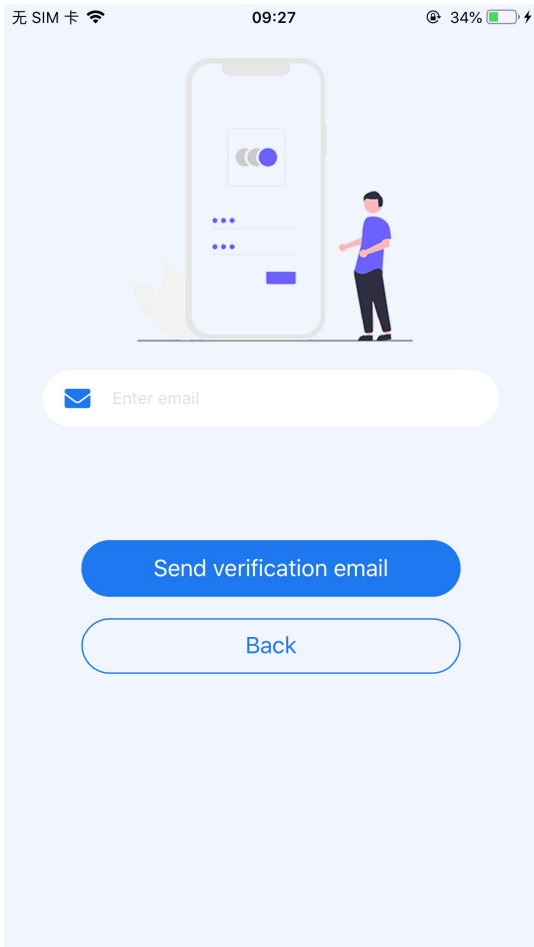 无 SIM 卡 09:27 34%
Enter email
Send verification email
Back